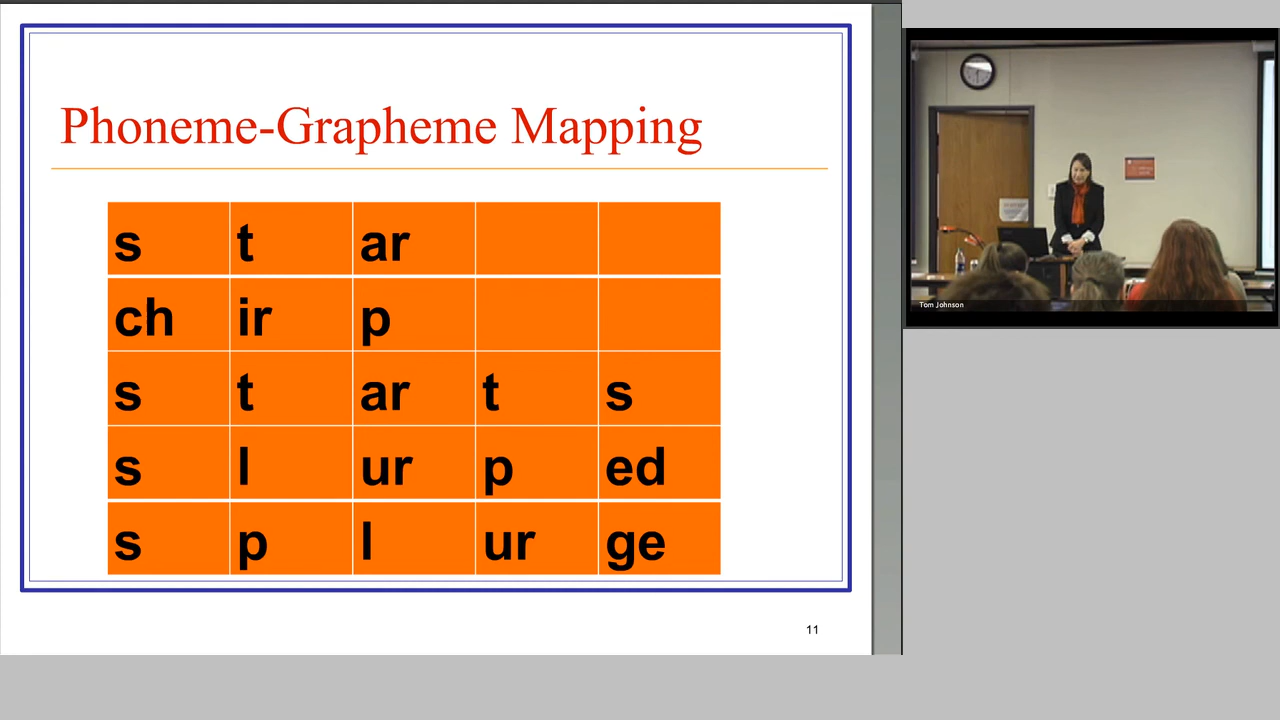 Phoneme-Grapheme Mapping
s t ar
ch ir p
s t ar t s
s l ur p ed
s p l ur ge
11
Tom Johnson